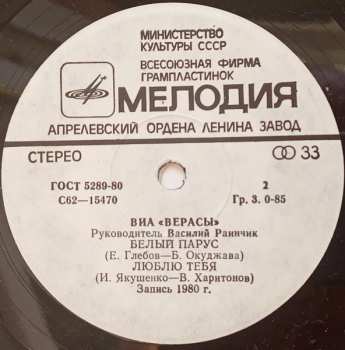 МИНИСТЕРСТВО
КУЛЬТУРЫ СССР
ВСЕСОЮЗНАЯ ФИРМА
ГРАМПЛАСТИНОК
МЕЛОДИЯ
АПРЕЛЕВСКИЙ ОРДЕНА ЛЕНИНА ЗАВОД
СТЕРЕО 33
ГОСТ 5289-80 2
С62—15470 Гр. 3. 0-85
ВИА «ВЕРАСЫ»
Руководитель Василий Раинчик
БЕЛЫЙ ПАРУС
(Е. Глебов—Б. Окуджава)
ЛЮБЛЮ ТЕБЯ
(И. Якушенко—В. Харитонов)
Запись 1980 г.